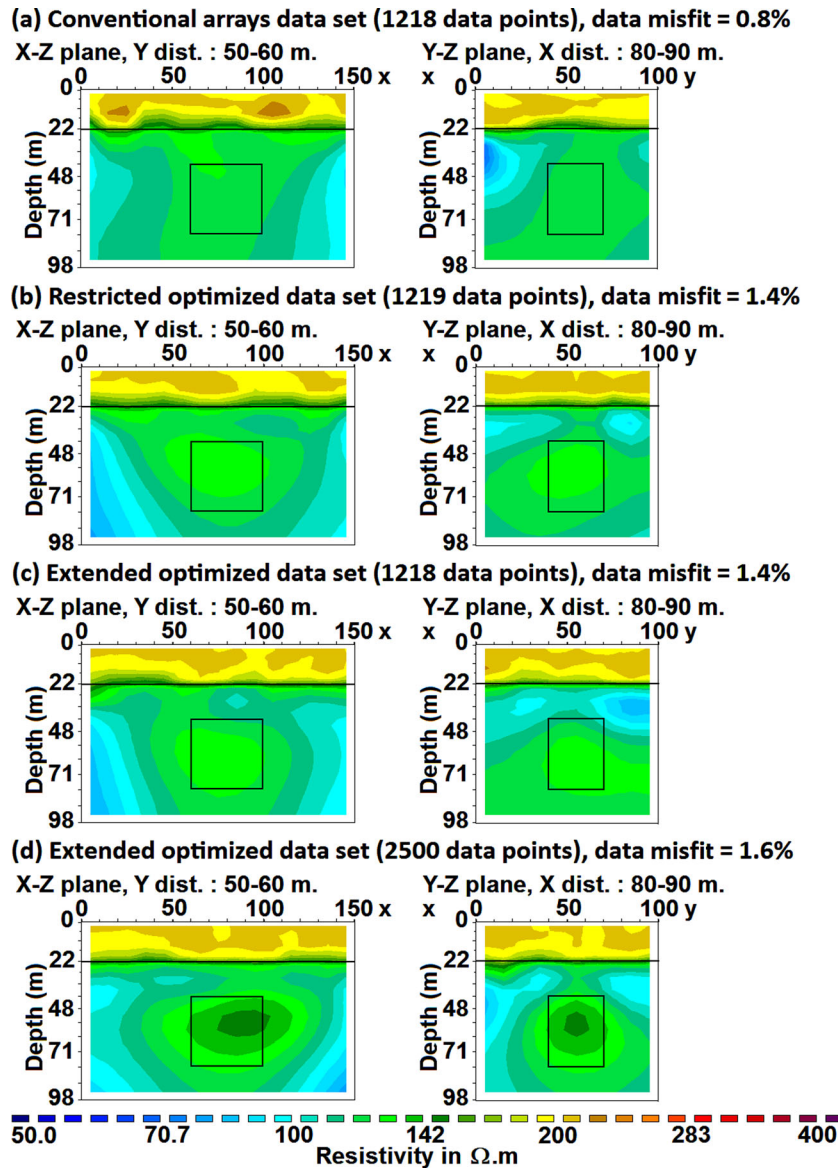 (a) Conventional arrays data set (1218 data points), data misfit = 0.8%
X-Z plane, Y dist. : 50-60 m. Y-Z plane, X dist. : 80-90 m.
0 50 100 150 x x 0 50 100 y
0
22
48
71
98
Depth (m)
0
22
48
71
98
Depth (m)
(b) Restricted optimized data set (1219 data points), data misfit = 1.4%
X-Z plane, Y dist. : 50-60 m. Y-Z plane, X dist. : 80-90 m.
0 50 100 150 x x 0 50 100 y
0
22
48
71
98
Depth (m)
0
22
48
71
98
Depth (m)
(c) Extended optimized data set (1218 data points), data misfit = 1.4%
X-Z plane, Y dist. : 50-60 m. Y-Z plane, X dist. : 80-90 m.
0 50 100 150 x x 0 50 100 y
0
22
48
71
98
Depth (m)
0
22
48
71
98
Depth (m)
(d) Extended optimized data set (2500 data points), data misfit = 1.6%
X-Z plane, Y dist. : 50-60 m. Y-Z plane, X dist. : 80-90 m.
0 50 100 150 x x 0 50 100 y
0
22
48
71
98
Depth (m)
0
22
48
71
98
Depth (m)
50.0 70.7 100 142 200 283 400
Resistivity in Ω.m